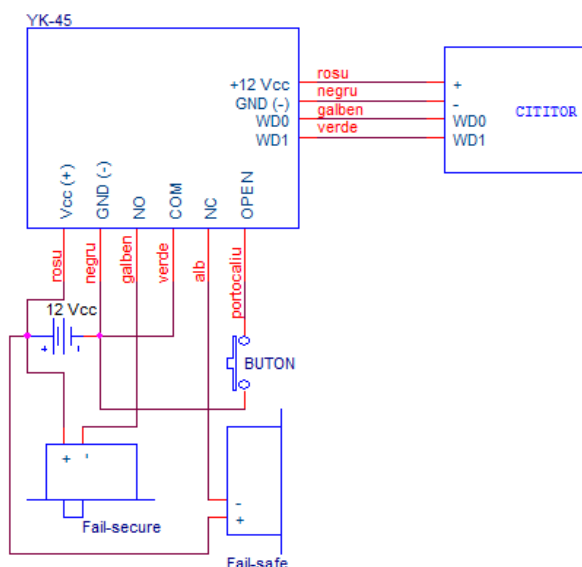 YK-45
+12 Vcc rosu +
GND (-) negru -
WD0 galben WD0
WD1 verde WD1
CITITOR
Vcc (+) GND (-) NO COM NC OPEN
rosu negru galben verde alb portocaliu
12 Vcc
+ -
BUTON
+ -
-
+
Fail-secure
Fail-safe